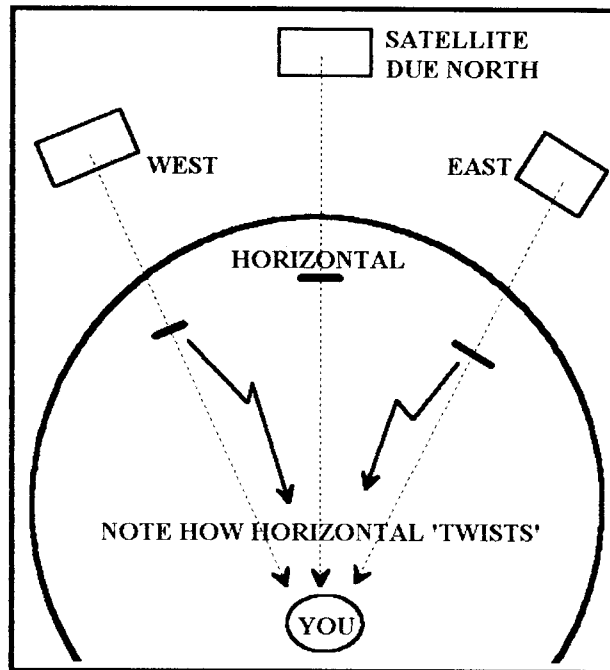 SATELLITE
DUE NORTH
WEST
EAST
HORIZONTAL
NOTE HOW HORIZONTAL 'TWISTS'
YOU